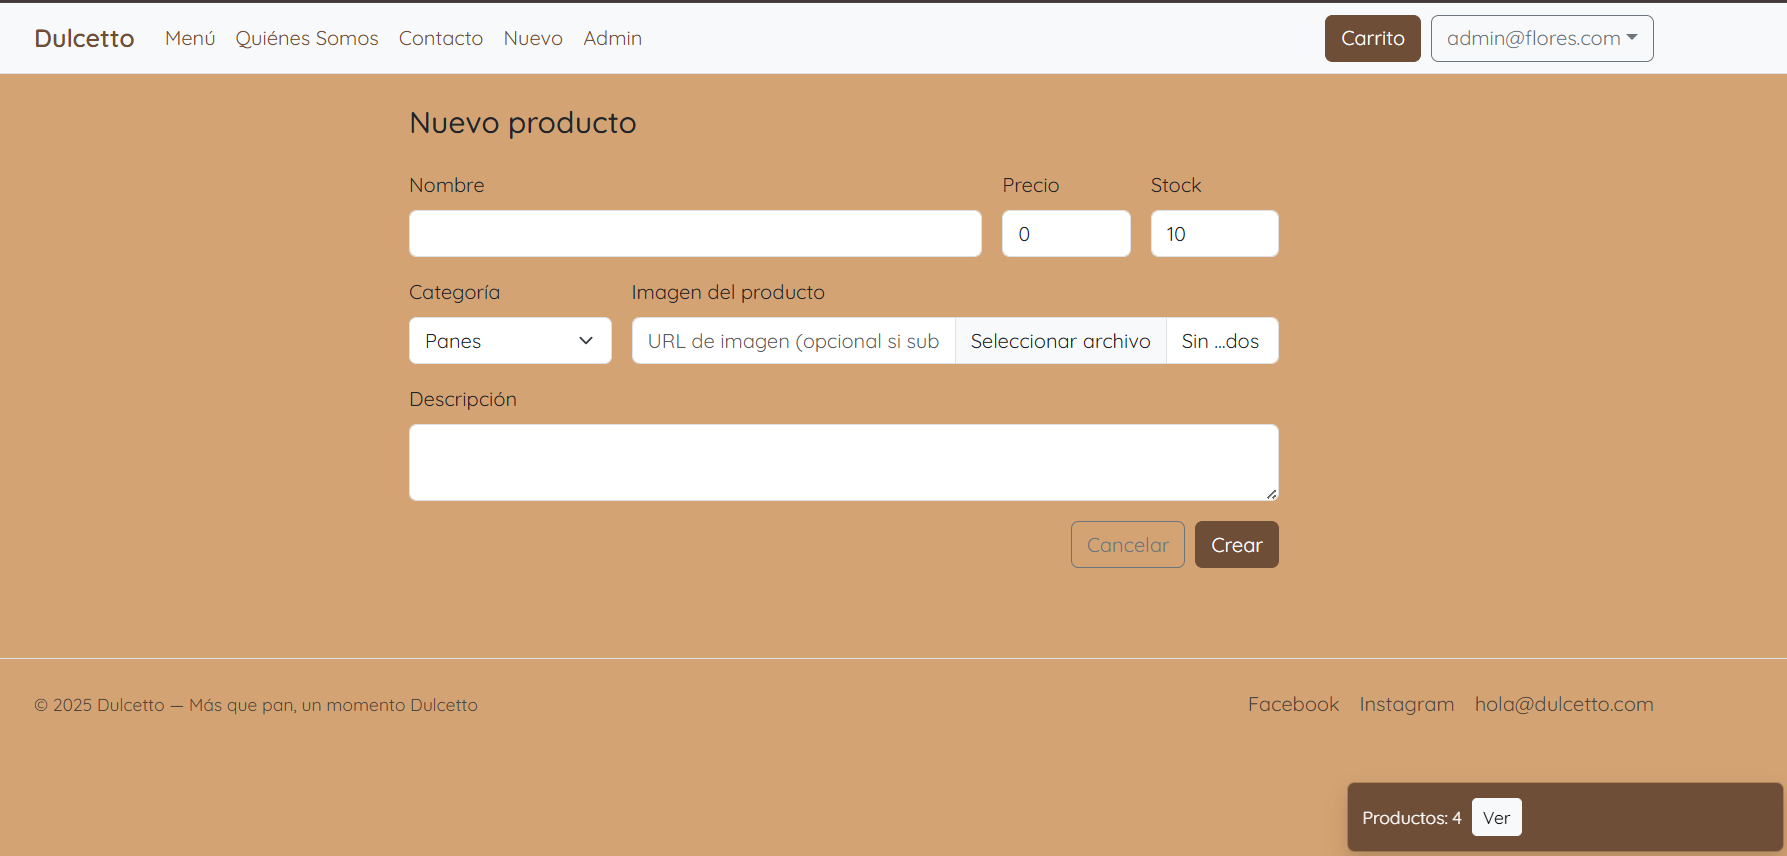 Dulcetto Menú Quiénes Somos Contacto Nuevo Admin Carrito admin@flores.com
Nuevo producto
Nombre Precio Stock
0 10
Categoría Imagen del producto
Panes URL de imagen (opcional si sub Seleccionar archivo Sin ...dos
Descripción
Cancelar Crear
© 2025 Dulcetto — Más que pan, un momento Dulcetto Facebook Instagram hola@dulcetto.com
Productos: 4 Ver